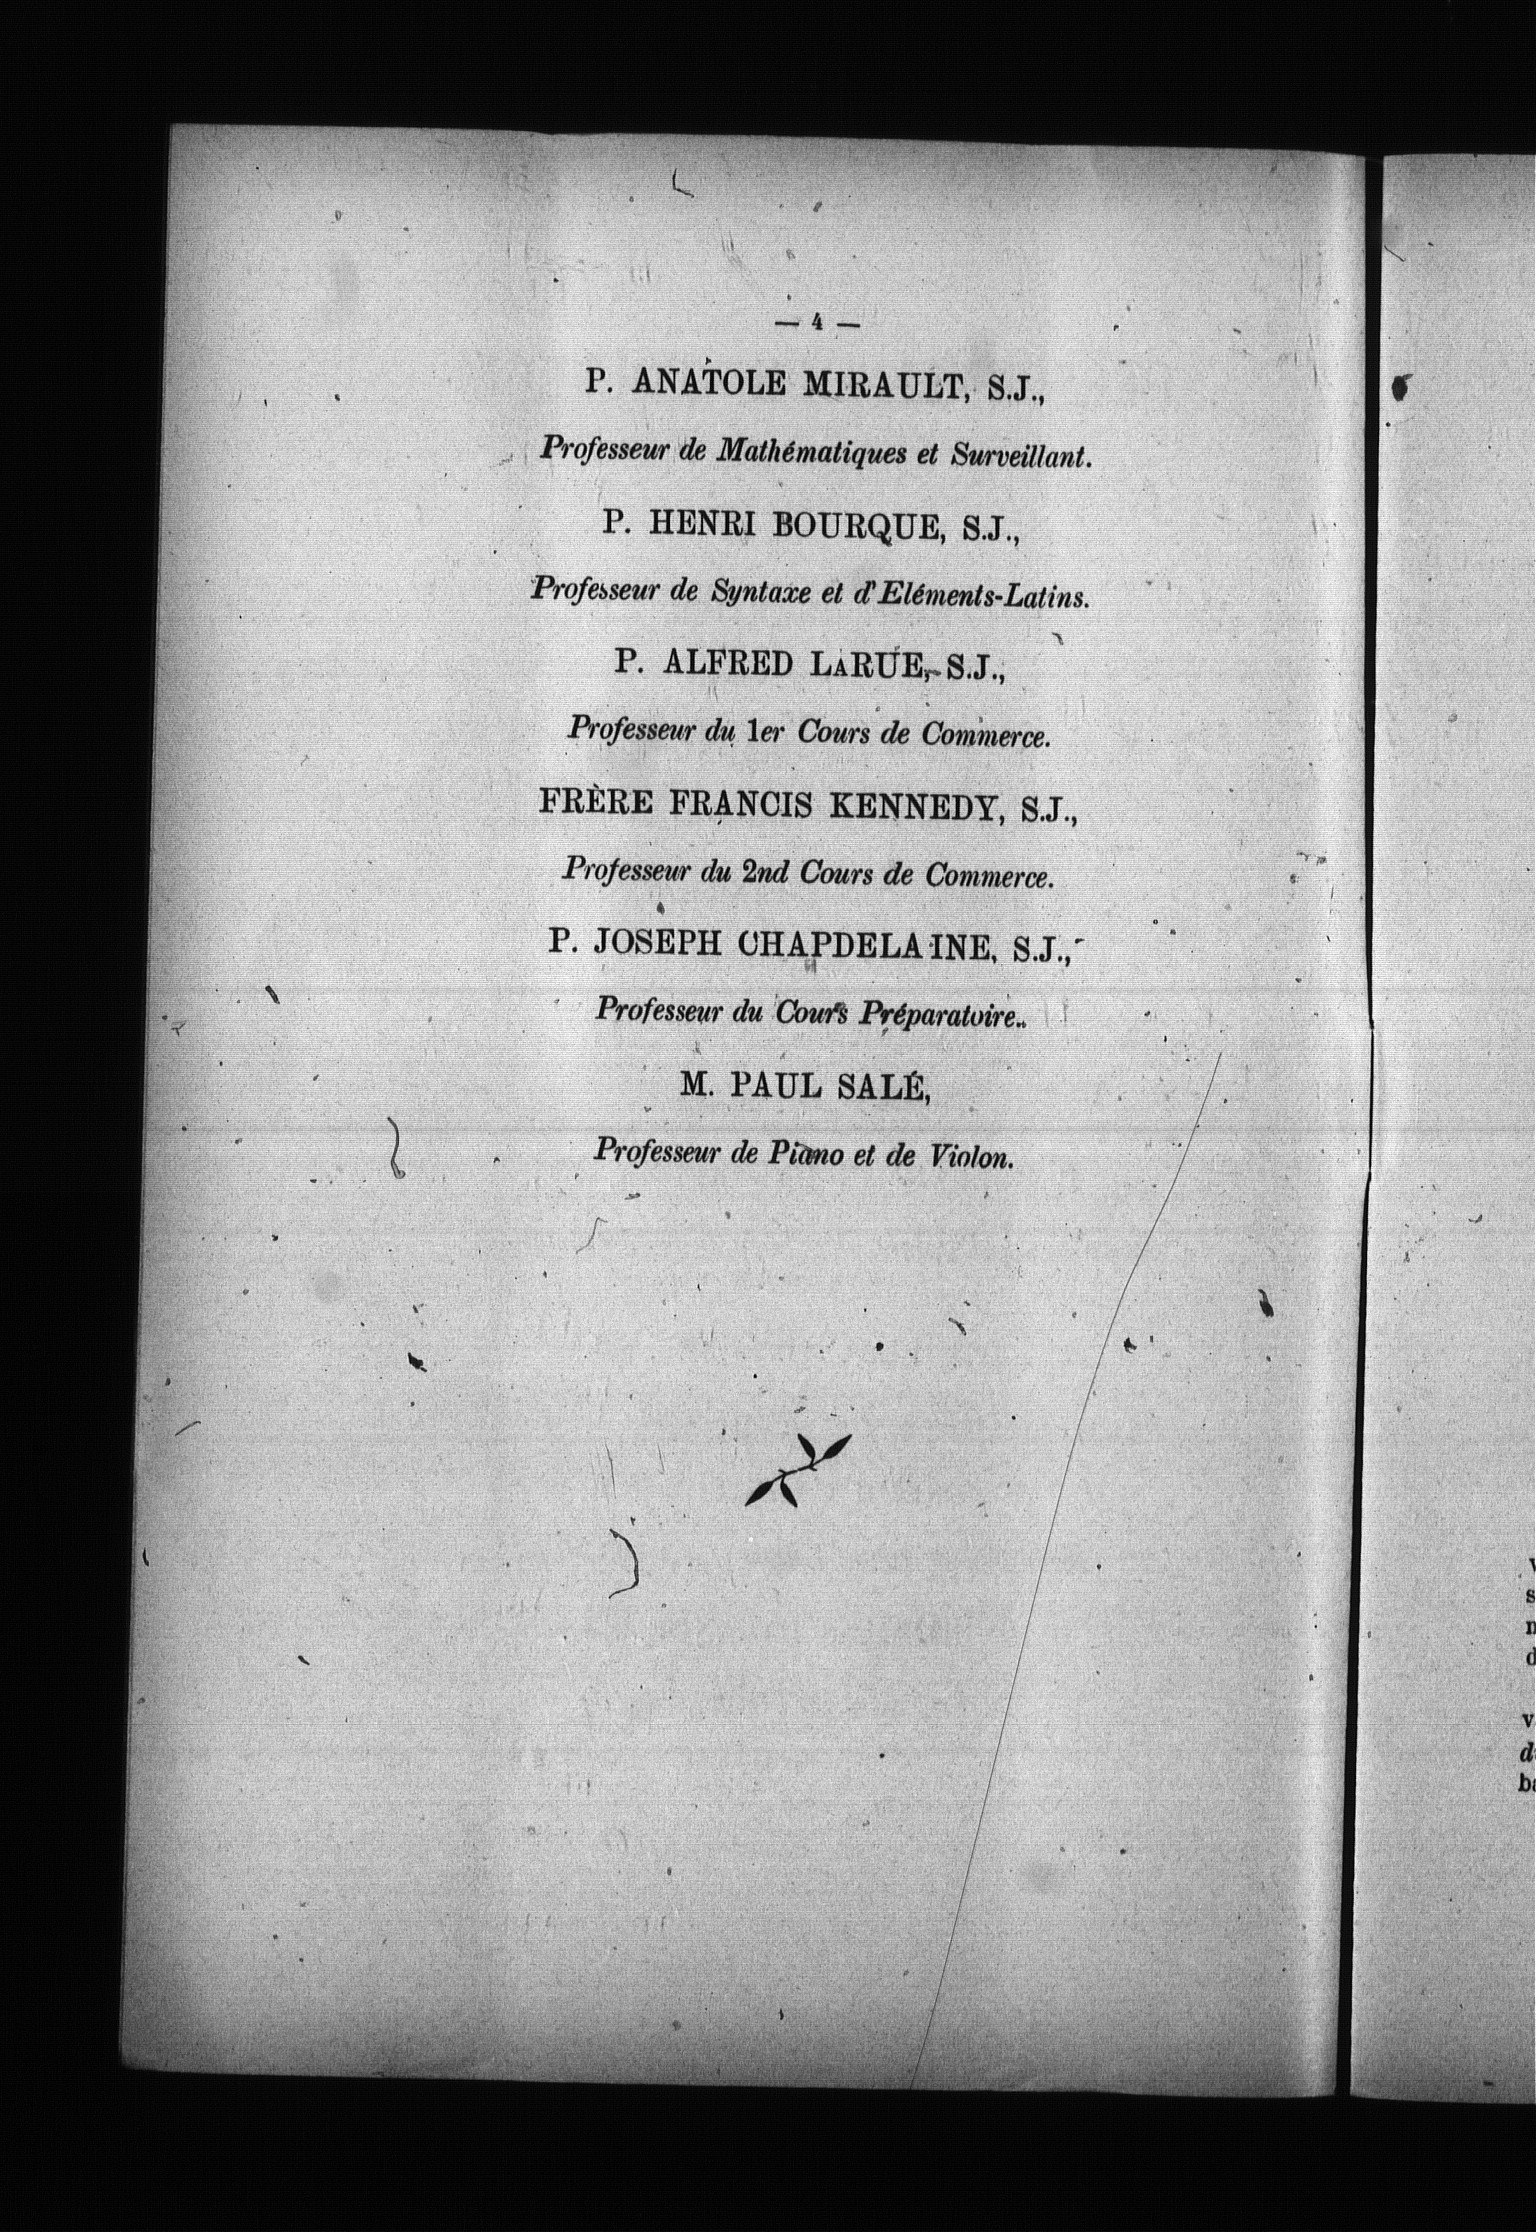 — 4 —
P. ANATOLE MIRAULT, S.J.,
Professeur de Mathématiques et Surveillant.
P. HENRI BOURQUE, S.J.,
Professeur de Syntaxe et d'Eléments-Latins.
P. ALFRED LARUE, S.J.,
Professeur du 1er Cours de Commerce.
FRÈRE FRANCIS KENNEDY, S.J.,
Professeur du 2nd Cours de Commerce.
P. JOSEPH CHAPDELAINE, S.J.,
Professeur du Cours Préparatoire.
M. PAUL SALÉ,
Professeur de Piano et de Violon.